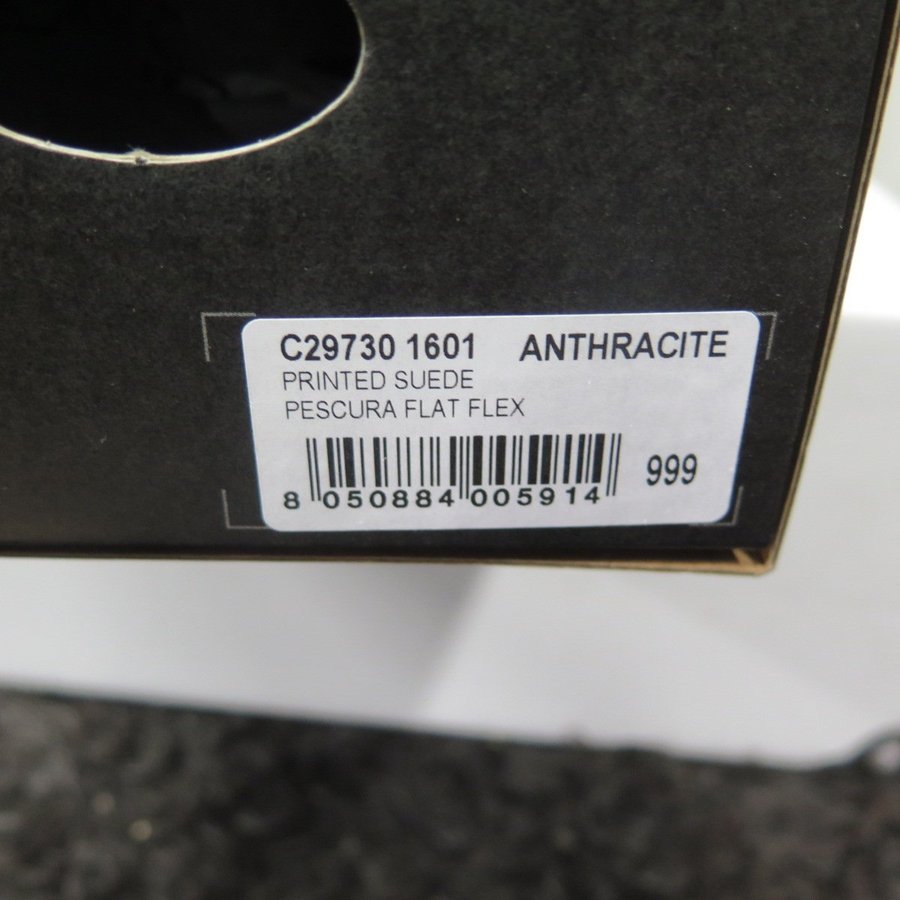 C29730 1601 ANTHRACITE
PRINTED SUEDE
PESCURA FLAT FLEX
999
8 050884 005914